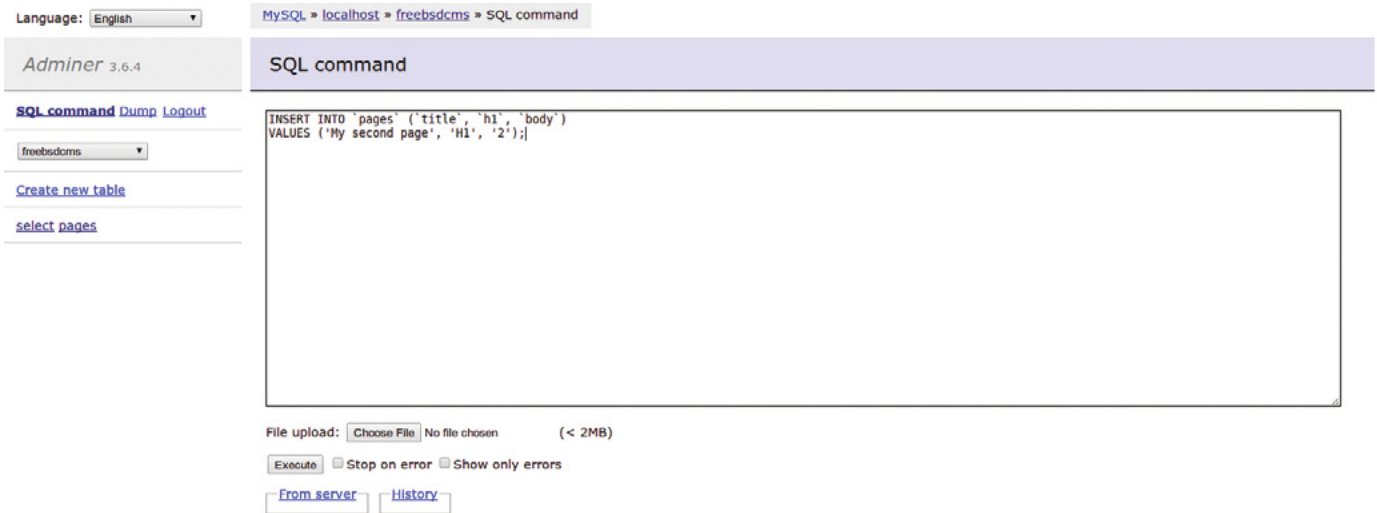 Language: English
MySQL » localhost » freebsdcms » SQL command
Adminer 3.6.4
SQL command
SQL command Dump Logout
INSERT INTO `pages` (`title`, `h1`, `body`)
VALUES ('My second page', 'H1', '2');
freebsdcms
Create new table
select pages
File upload: Choose File No file chosen (< 2MB)
Execute Stop on error Show only errors
From server History